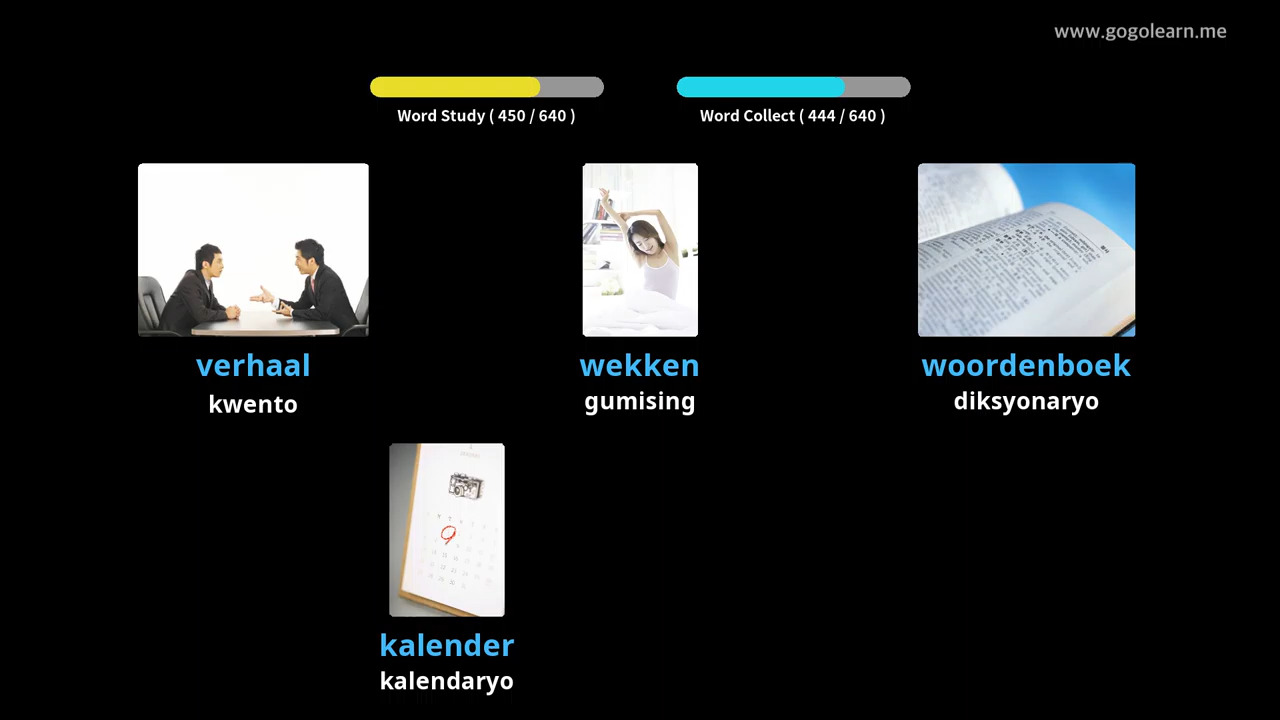 www.gogolearn.me
Word Study ( 450 / 640 )
Word Collect ( 444 / 640 )
verhaal
kwento
wekken
gumising
woordenboek
diksyonaryo
kalender
kalendaryo